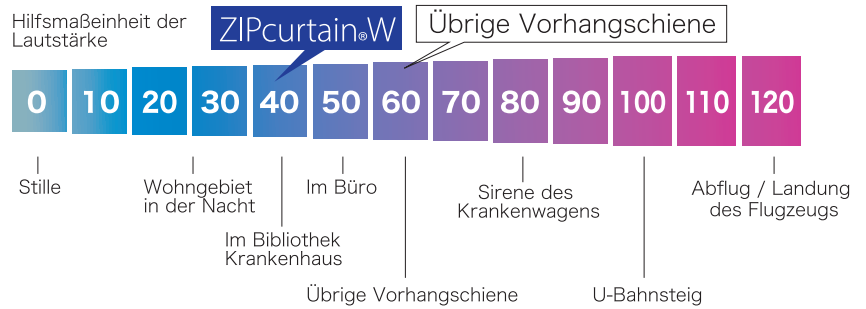 Hilfsmaßeinheit der
Lautstärke
ZIPcurtain®W
Übrige Vorhangschiene
0 10 20 30 40 50 60 70 80 90 100 110 120
Stille
Wohngebiet
in der Nacht
Im Büro
Sirene des
Krankenwagens
Abflug / Landung
des Flugzeugs
Im Bibliothek
Krankenhaus
Übrige Vorhangschiene
U-Bahnsteig